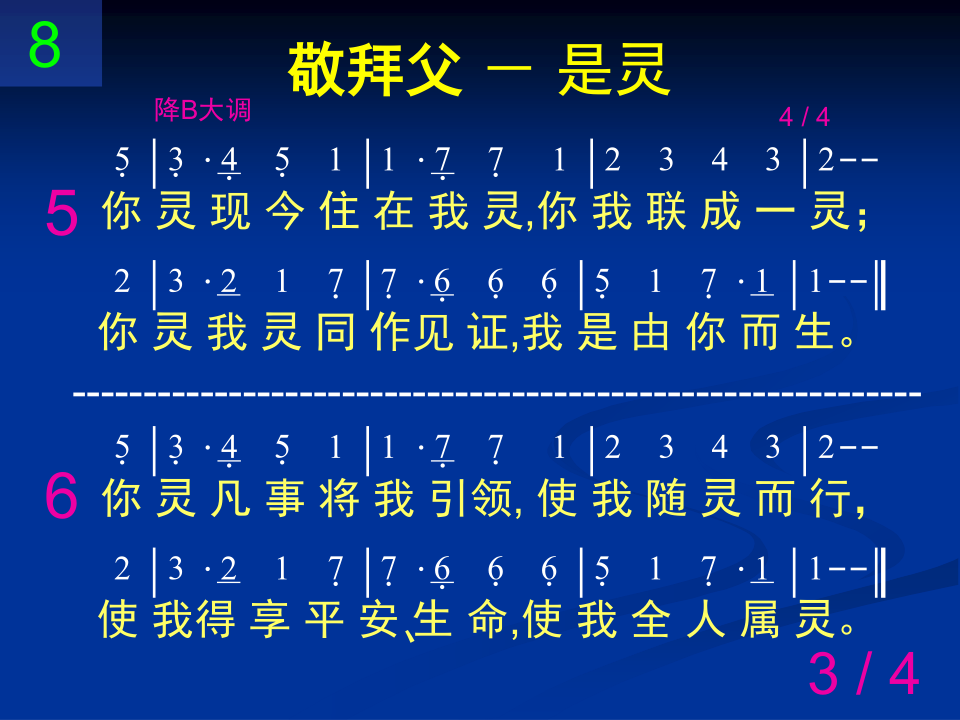 8
敬拜父 － 是灵
降B大调
4 / 4
5̣ | 3̣ · 4̣ 5̣ 1 | 1 · 7̣ 7̣ 1 | 2 3 4 3 | 2 - -
5 你灵现今住在我灵,你我联成一灵；
2 | 3 · 2 1 7̣ | 7̣ · 6̣ 6̣ 6̣ | 5̣ 1 7̣ · 1 | 1 - - ‖
你灵我灵同作见证,我是由你而生。
------------------------------------------------------------
5̣ | 3̣ · 4̣ 5̣ 1 | 1 · 7̣ 7̣ 1 | 2 3 4 3 | 2 - -
6 你灵凡事将我引领, 使我随灵而行，
2 | 3 · 2 1 7̣ | 7̣ · 6̣ 6̣ 6̣ | 5̣ 1 7̣ · 1 | 1 - - ‖
使我得享平安、生命,使我全人属灵。
3 / 4